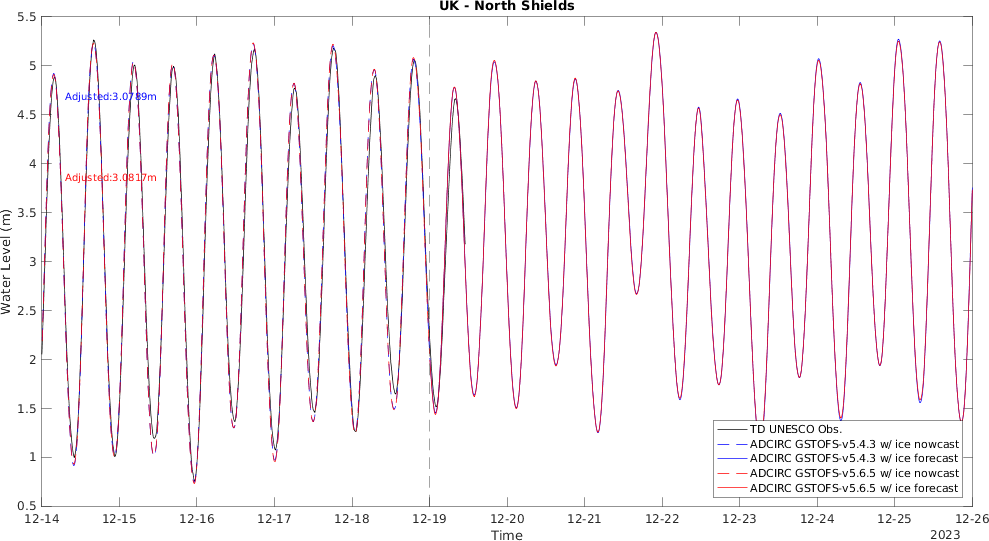 UK - North Shields
5.5
5
4.5
4
3.5
3
2.5
2
1.5
1
0.5
Water Level (m)
Adjusted:3.0789m
Adjusted:3.0817m
TD UNESCO Obs.
ADCIRC GSTOFS-v5.4.3 w/ ice nowcast
ADCIRC GSTOFS-v5.4.3 w/ ice forecast
ADCIRC GSTOFS-v5.6.5 w/ ice nowcast
ADCIRC GSTOFS-v5.6.5 w/ ice forecast
12-14 12-15 12-16 12-17 12-18 12-19 12-20 12-21 12-22 12-23 12-24 12-25 12-26
Time
2023